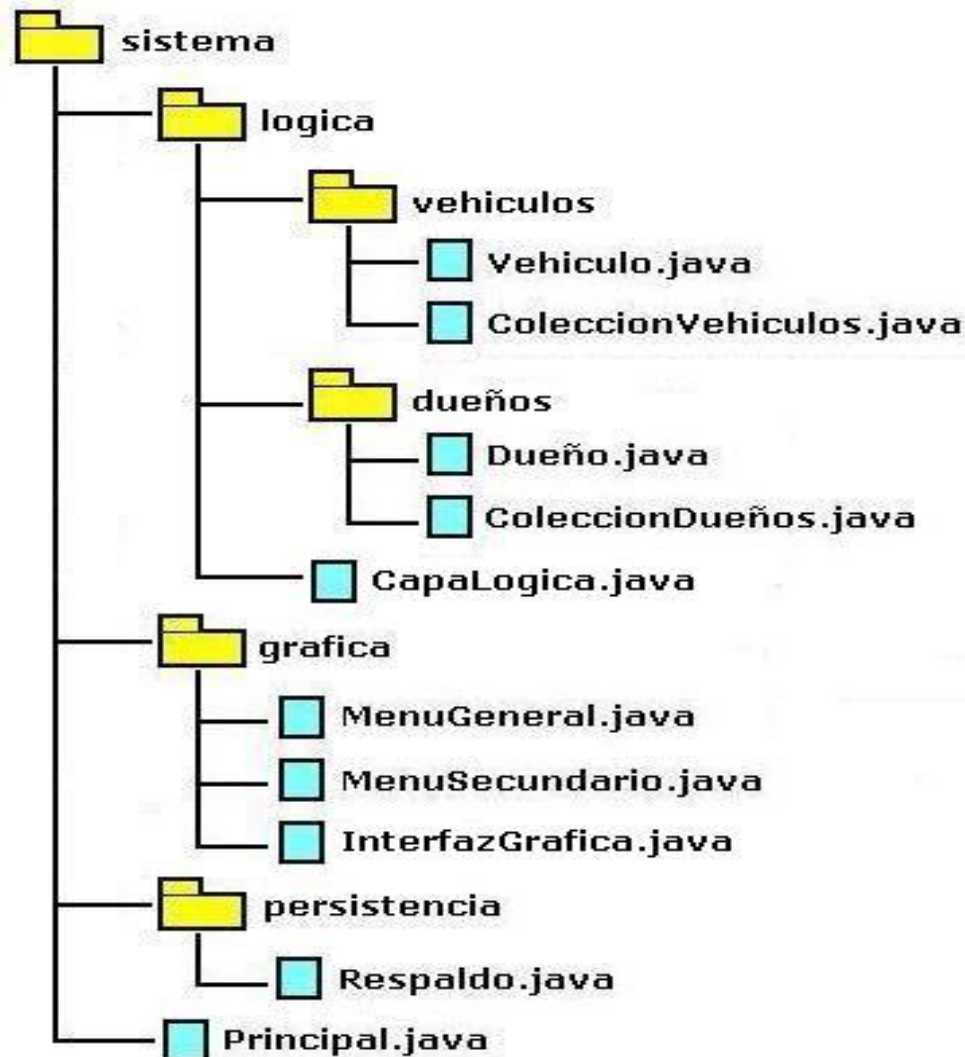 sistema
logica
vehiculos
Vehiculo.java
ColeccionVehiculos.java
dueños
Dueño.java
ColeccionDueños.java
CapaLogica.java
grafica
MenuGeneral.java
MenuSecundario.java
InterfazGrafica.java
persistencia
Respaldo.java
Principal.java